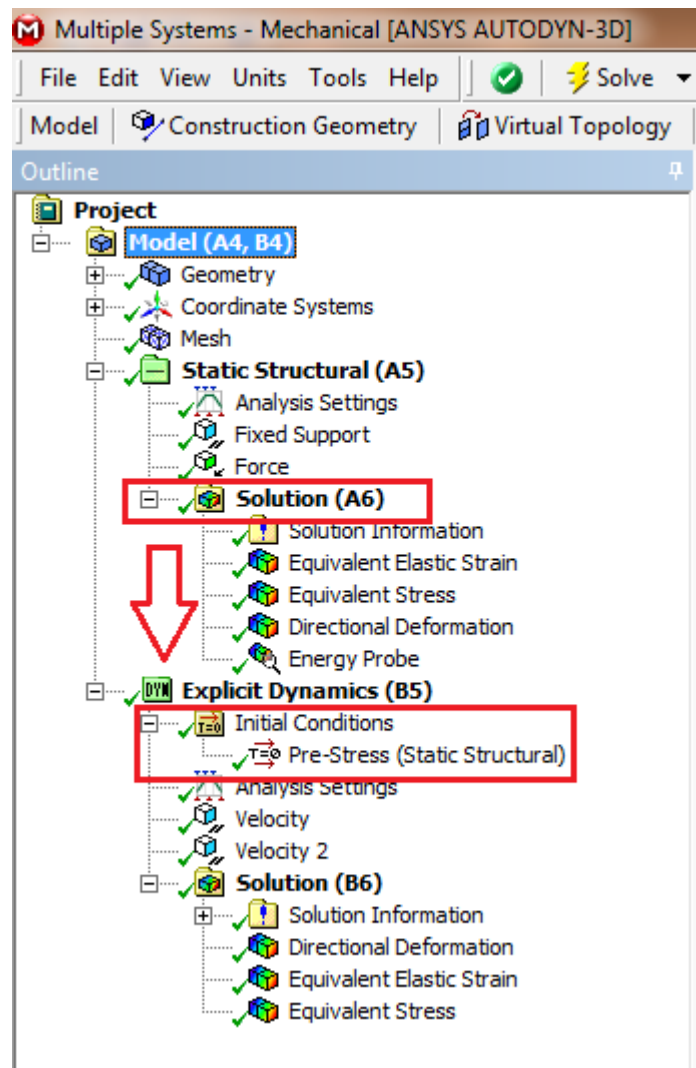 Multiple Systems - Mechanical [ANSYS AUTODYN-3D]
File Edit View Units Tools Help Solve
Model Construction Geometry Virtual Topology
Outline
Project
Model (A4, B4)
Geometry
Coordinate Systems
Mesh
Static Structural (A5)
Analysis Settings
Fixed Support
Force
Solution (A6)
Solution Information
Equivalent Elastic Strain
Equivalent Stress
Directional Deformation
Energy Probe
DYN Explicit Dynamics (B5)
T=0 Initial Conditions
T=0 Pre-Stress (Static Structural)
Analysis Settings
Velocity
Velocity 2
Solution (B6)
Solution Information
Directional Deformation
Equivalent Elastic Strain
Equivalent Stress